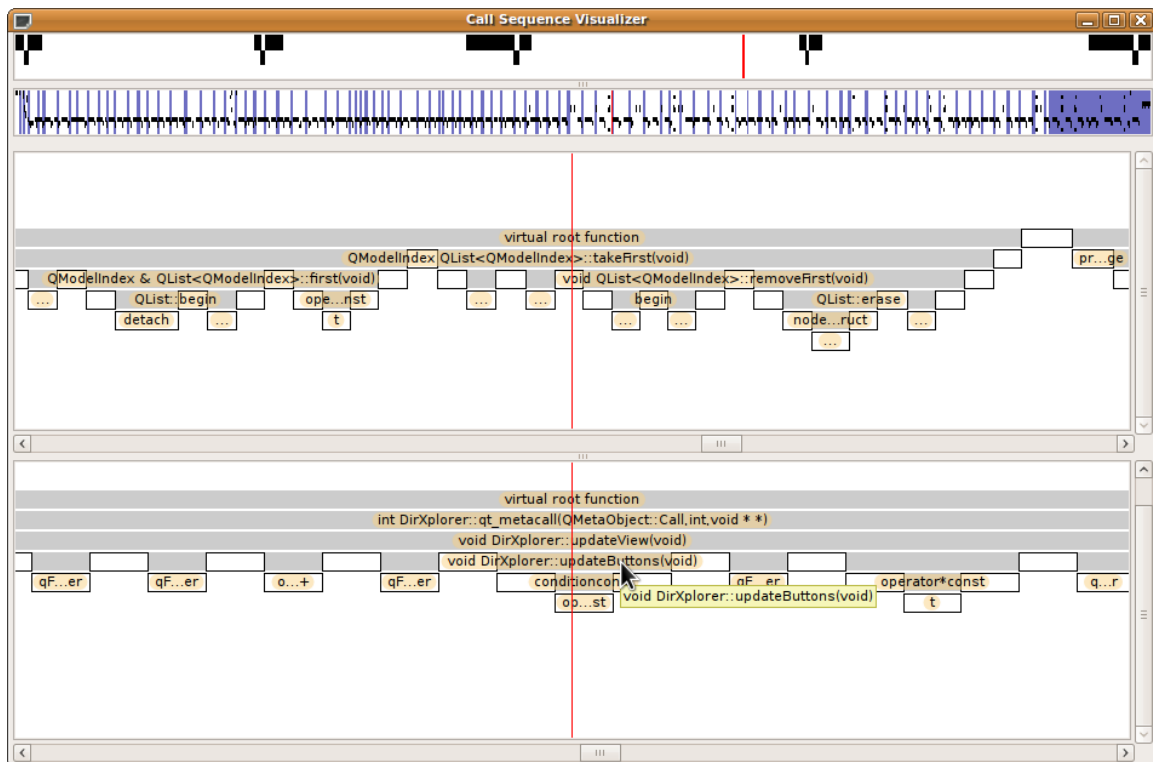 Call Sequence Visualizer
virtual root function
QModelIndex QList<QModelIndex>::takeFirst(void)
pr...ge
QModelIndex & QList<QModelIndex>::first(void)
void QList<QModelIndex>::removeFirst(void)
...
QList::begin
ope...nst
...
...
begin
QList::erase
detach
...
t
...
...
node...ruct
...
...
virtual root function
int DirXplorer::qt_metacall(QMetaObject::Call,int,void * *)
void DirXplorer::updateView(void)
void DirXplorer::updateButtons(void)
qF...er
qF...er
o...+
qF...er
conditioncon
qF...er
operator*const
q...r
void DirXplorer::updateButtons(void)
op...st
t